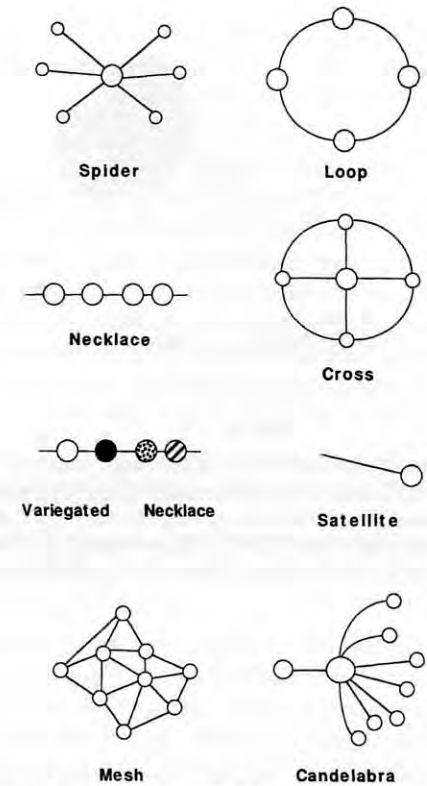 Spider
Loop
Necklace
Cross
Variegated Necklace
Satellite
Mesh
Candelabra